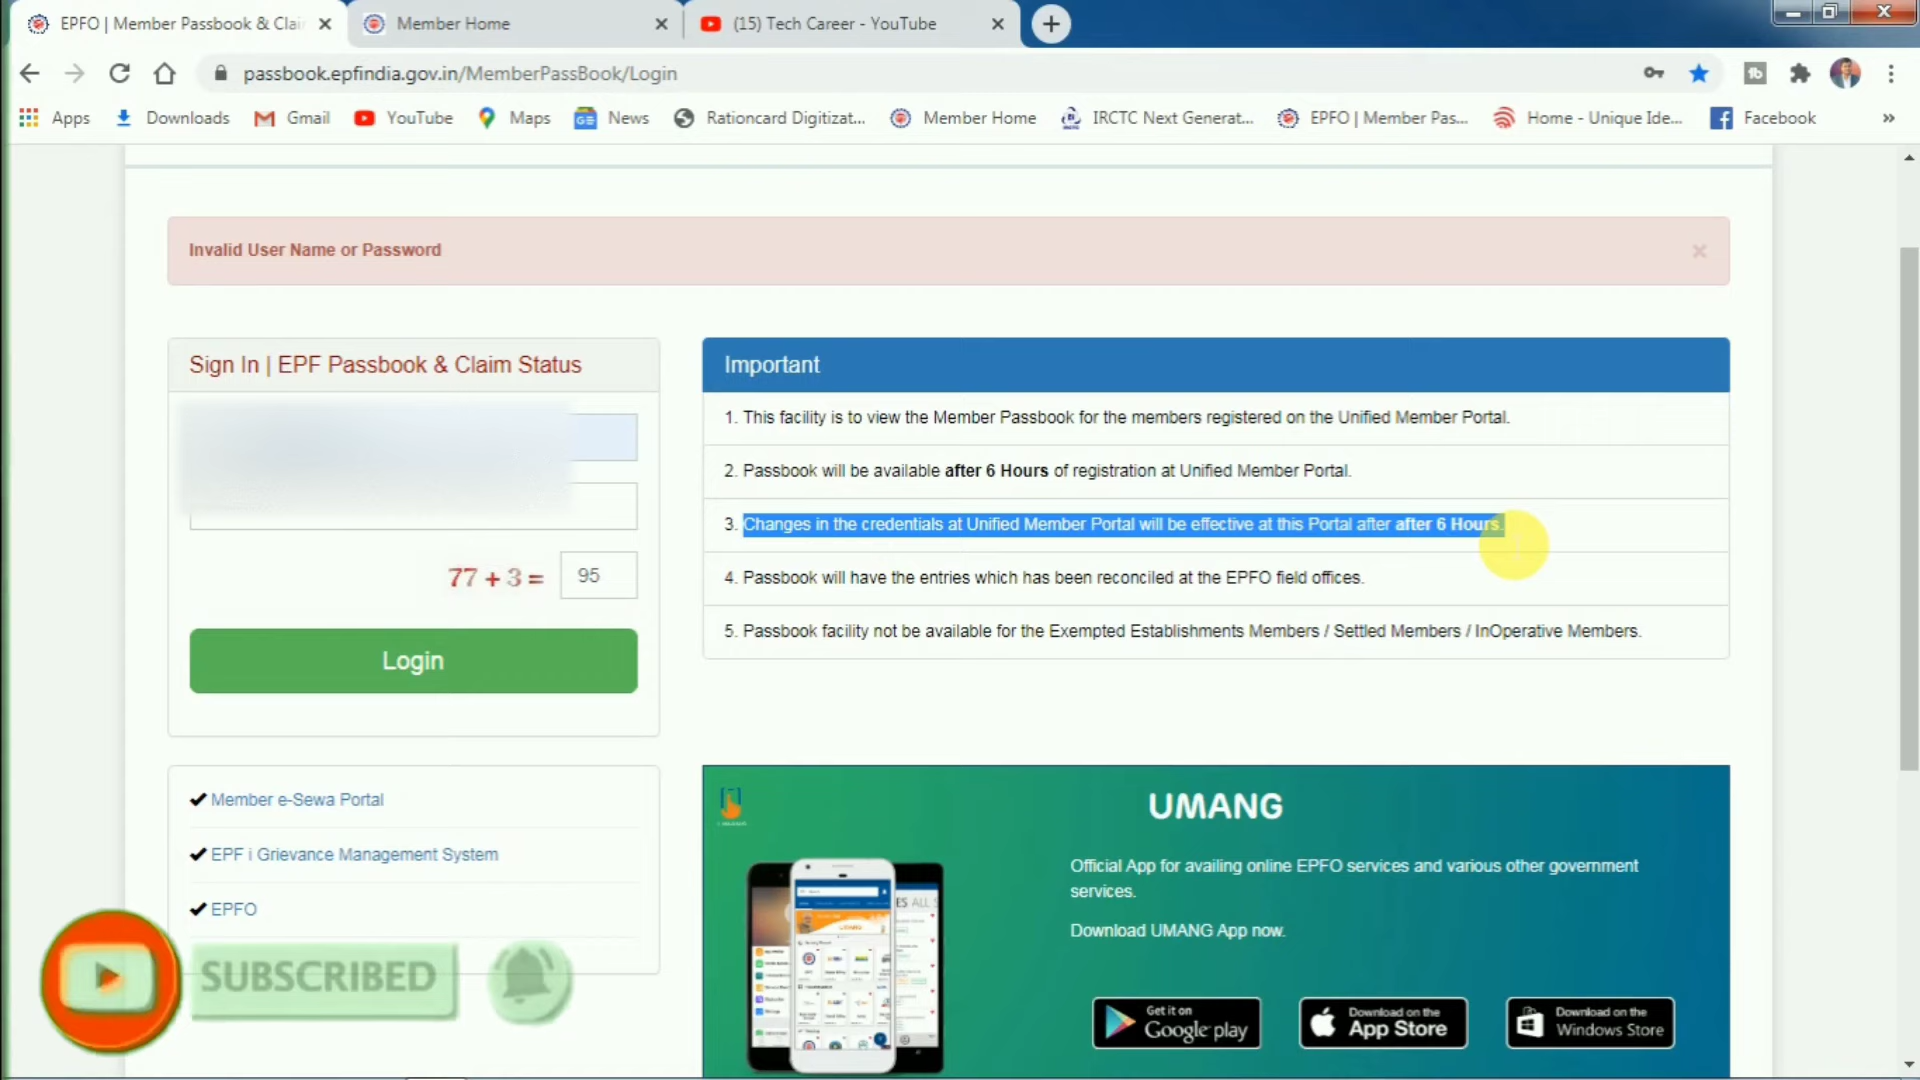 EPFO | Member Passbook & Clai
Member Home
(15) Tech Career - YouTube
passbook.epfindia.gov.in/MemberPassBook/Login
Apps
Downloads
Gmail
YouTube
Maps
News
Rationcard Digitizat...
Member Home
IRCTC Next Generat...
EPFO | Member Pas...
Home - Unique Ide...
Facebook
»
Invalid User Name or Password
×
Sign In | EPF Passbook & Claim Status
77 + 3 =
95
Login
Important
1. This facility is to view the Member Passbook for the members registered on the Unified Member Portal.
2. Passbook will be available after 6 Hours of registration at Unified Member Portal.
3. Changes in the credentials at Unified Member Portal will be effective at this Portal after after 6 Hours.
4. Passbook will have the entries which has been reconciled at the EPFO field offices.
5. Passbook facility not be available for the Exempted Establishments Members / Settled Members / InOperative Members.
Member e-Sewa Portal
EPF i Grievance Management System
EPFO
SUBSCRIBED
UMANG
Official App for availing online EPFO services and various other government
services.
Download UMANG App now.
Get it on
Google play
Download on the
App Store
Download on the
Windows Store